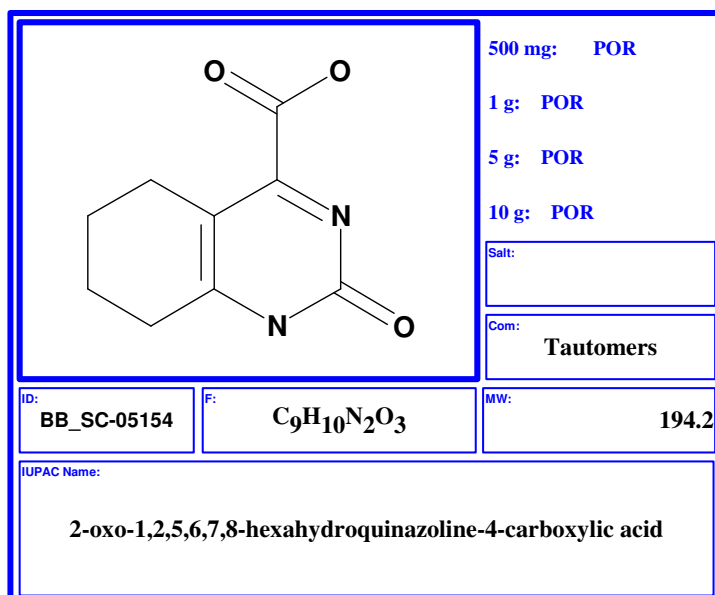 O O
N
N O
500 mg: POR
1 g: POR
5 g: POR
10 g: POR
Salt:
Com:
Tautomers
ID:
BB_SC-05154
F:
C9H10N2O3
MW:
194.2
IUPAC Name:
2-oxo-1,2,5,6,7,8-hexahydroquinazoline-4-carboxylic acid